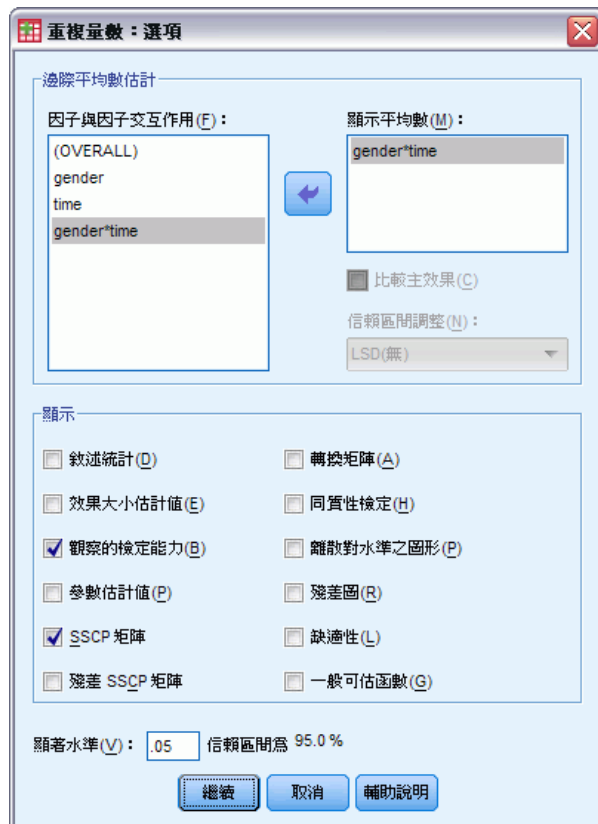 重複量數：選項
邊際平均數估計
因子與因子交互作用(F)：
(OVERALL)
gender
time
gender*time
顯示平均數(M)：
gender*time
比較主效果(C)
信賴區間調整(N)：
LSD(無)
顯示
敘述統計(D)
轉換矩陣(A)
效果大小估計值(E)
同質性檢定(H)
觀察的檢定能力(B)
離散對水準之圖形(P)
參數估計值(P)
殘差圖(R)
SSCP 矩陣
缺適性(L)
殘差 SSCP 矩陣
一般可估函數(G)
顯著水準(V)： .05 信賴區間為 95.0 %
繼續 取消 輔助說明